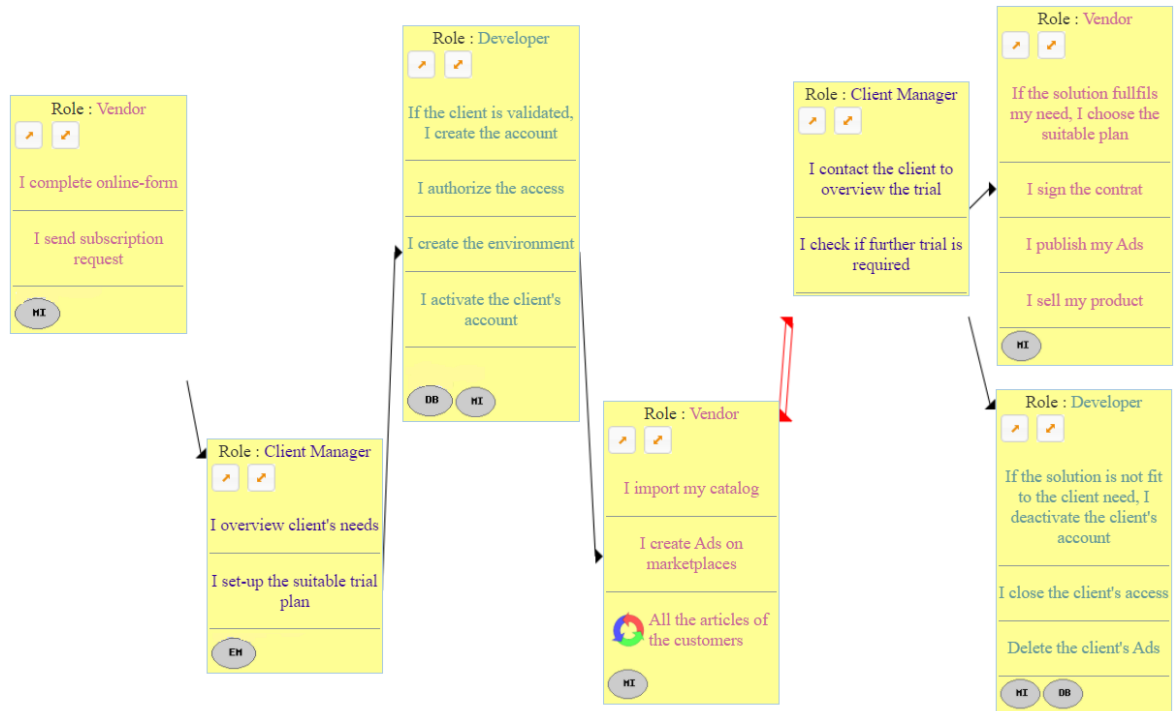 Role : Vendor
I complete online-form
I send subscription
request
MI
Role : Client Manager
I overview client's needs
I set-up the suitable trial
plan
EM
Role : Developer
If the client is validated,
I create the account
I authorize the access
I create the environment
I activate the client's
account
DB MI
Role : Vendor
I import my catalog
I create Ads on
marketplaces
All the articles of
the customers
MI
Role : Client Manager
I contact the client to
overview the trial
I check if further trial is
required
Role : Vendor
If the solution fullfils
my need, I choose the
suitable plan
I sign the contrat
I publish my Ads
I sell my product
MI
Role : Developer
If the solution is not fit
to the client need, I
deactivate the client's
account
I close the client's access
Delete the client's Ads
MI DB